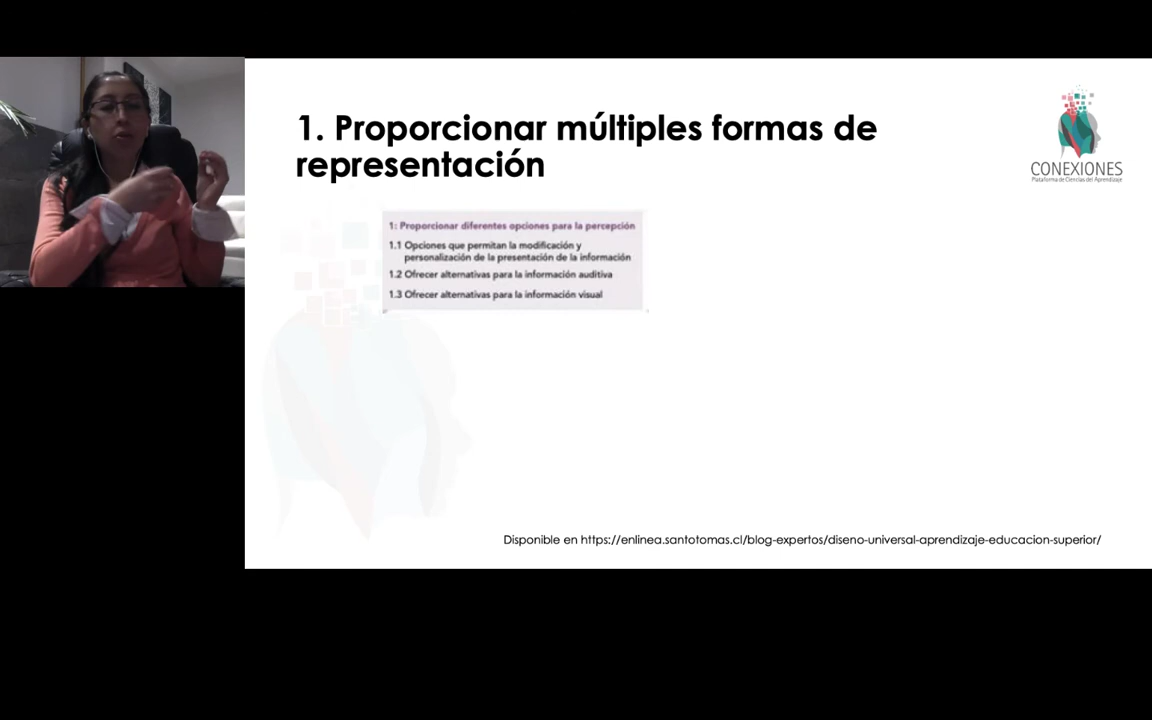 1. Proporcionar múltiples formas de
representación
CONEXIONES
Plataforma de Ciencias del Aprendizaje
1: Proporcionar diferentes opciones para la percepción
1.1 Opciones que permitan la modificación y
personalización de la presentación de la información
1.2 Ofrecer alternativas para la información auditiva
1.3 Ofrecer alternativas para la información visual
Disponible en https://enlinea.santotomas.cl/blog-expertos/diseno-universal-aprendizaje-educacion-superior/